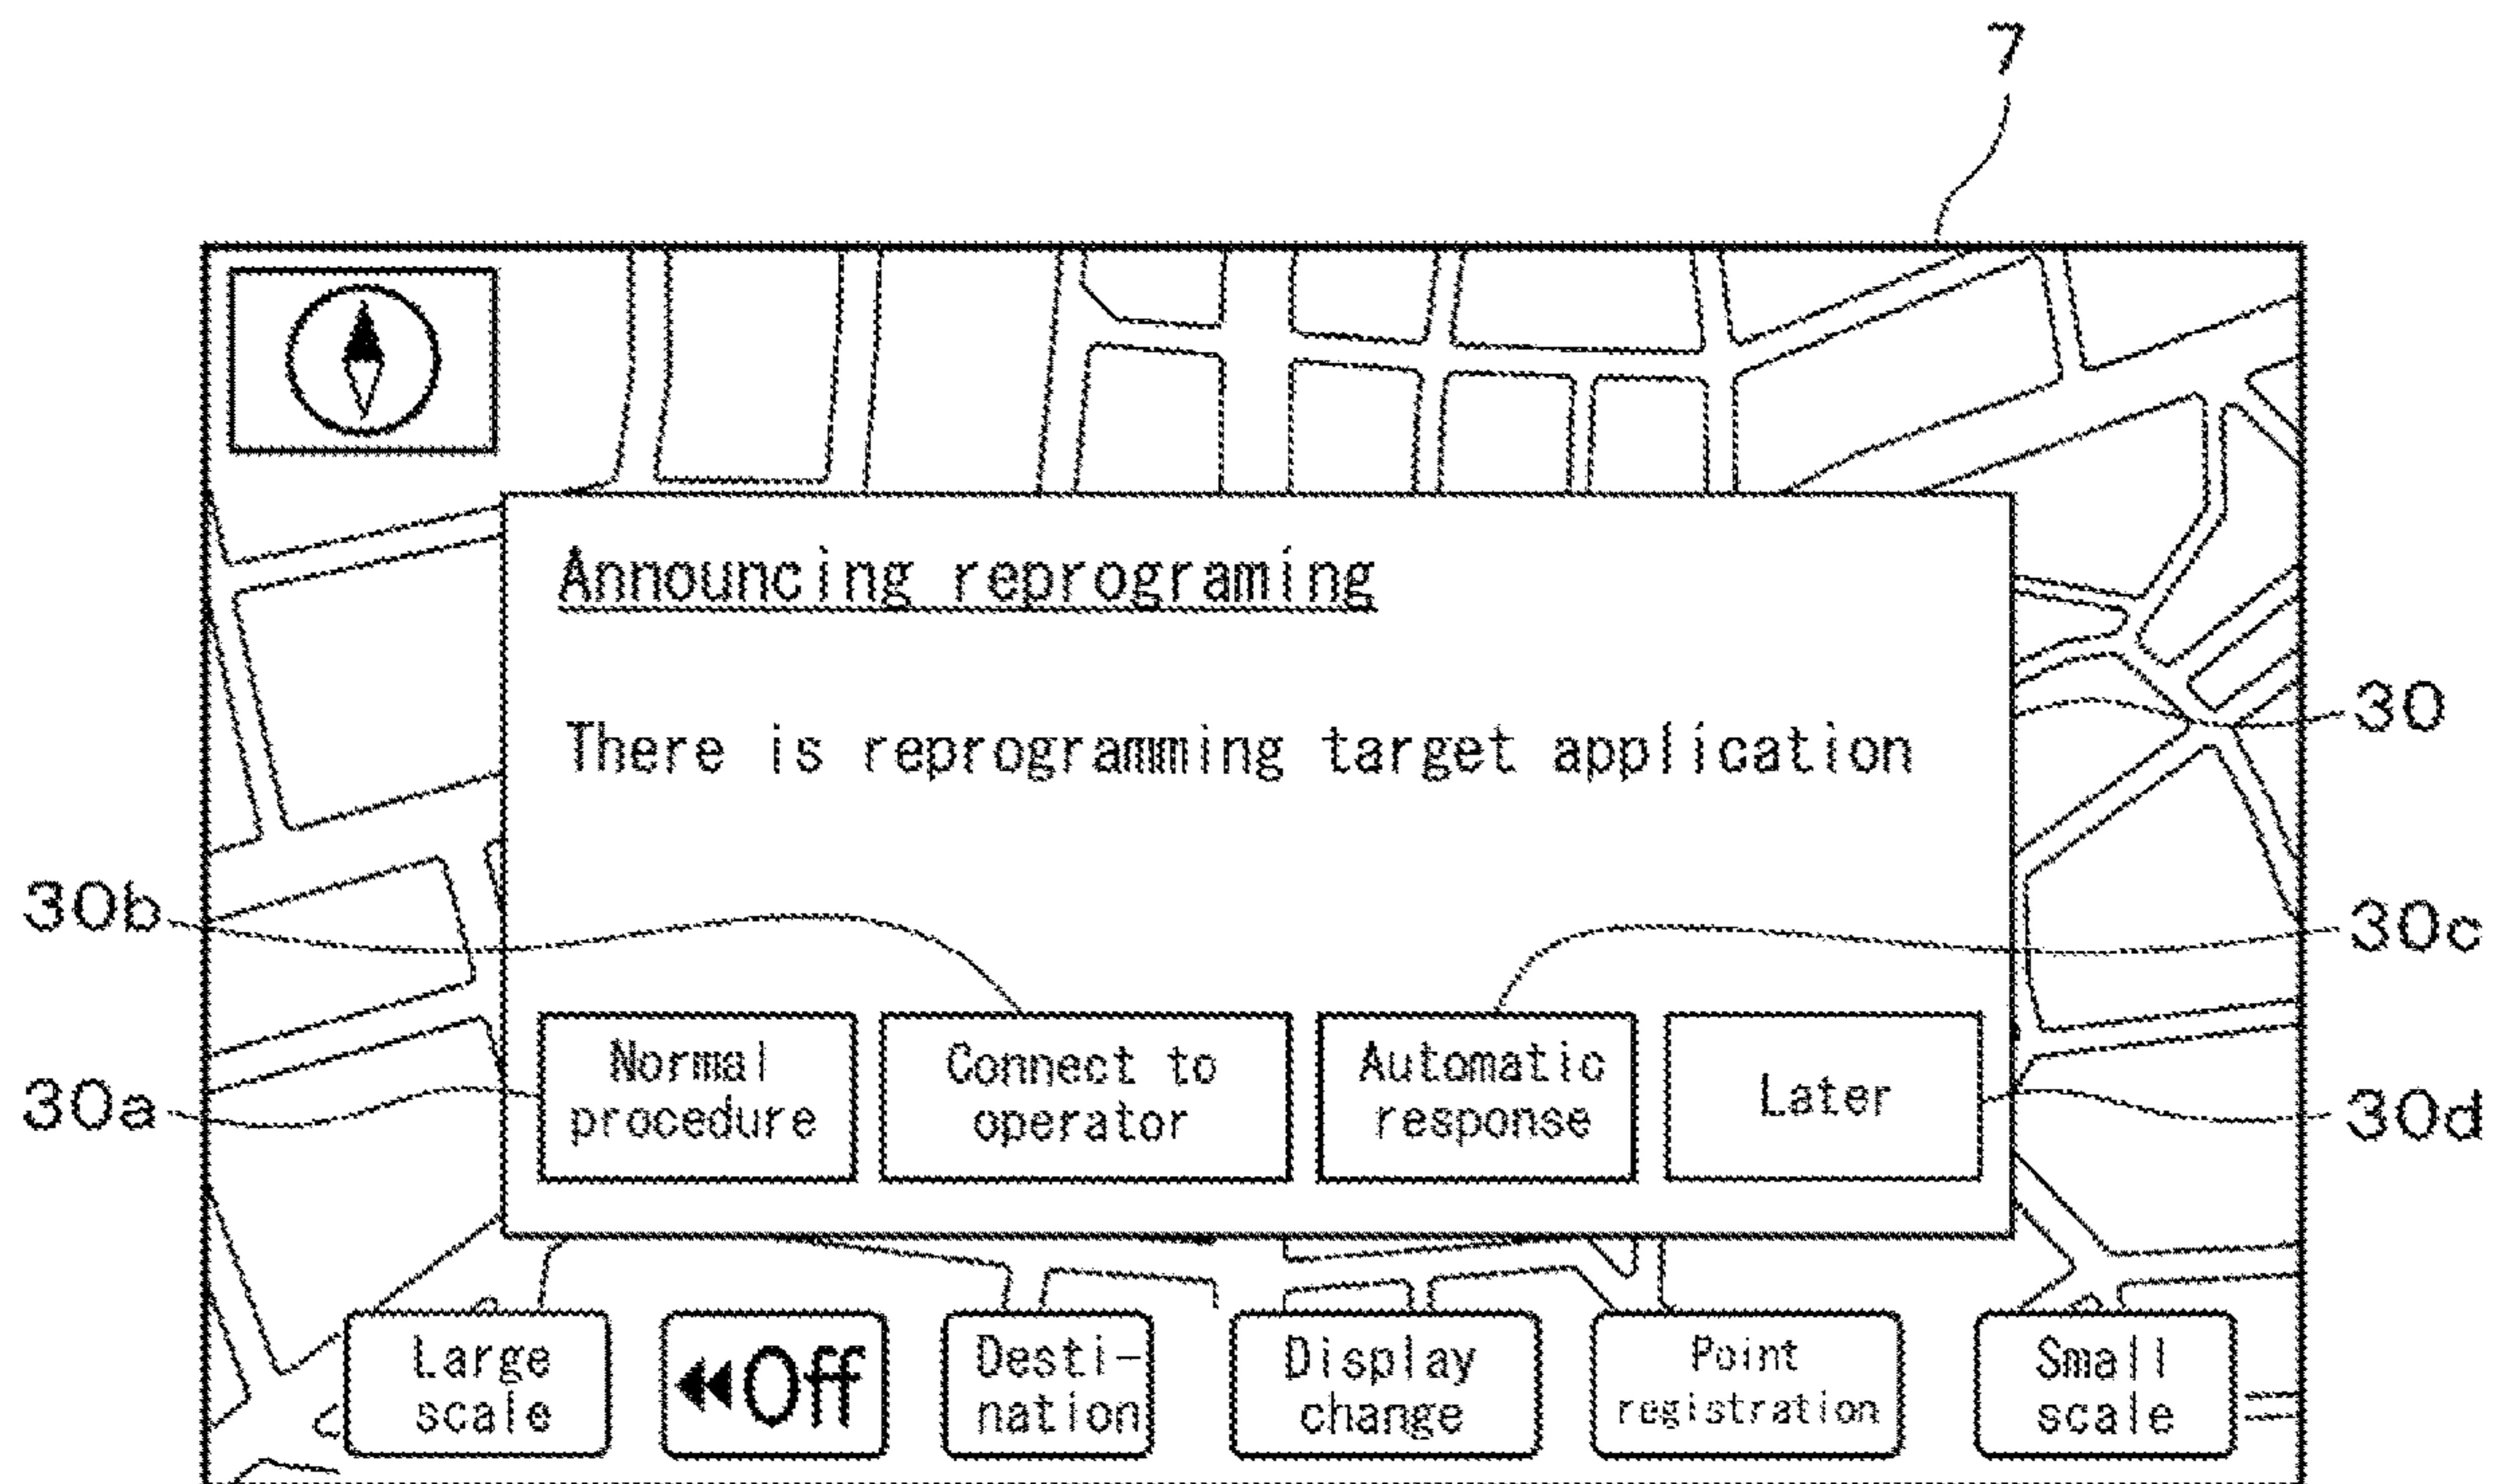 7
Announcing reprograming
There is reprogramming target application
30
30b
30c
30a
30d
Normal
procedure
Connect to
operator
Automatic
response
Later
Large
scale
Off
Desti-
nation
Display
change
Point
registration
Small
scale